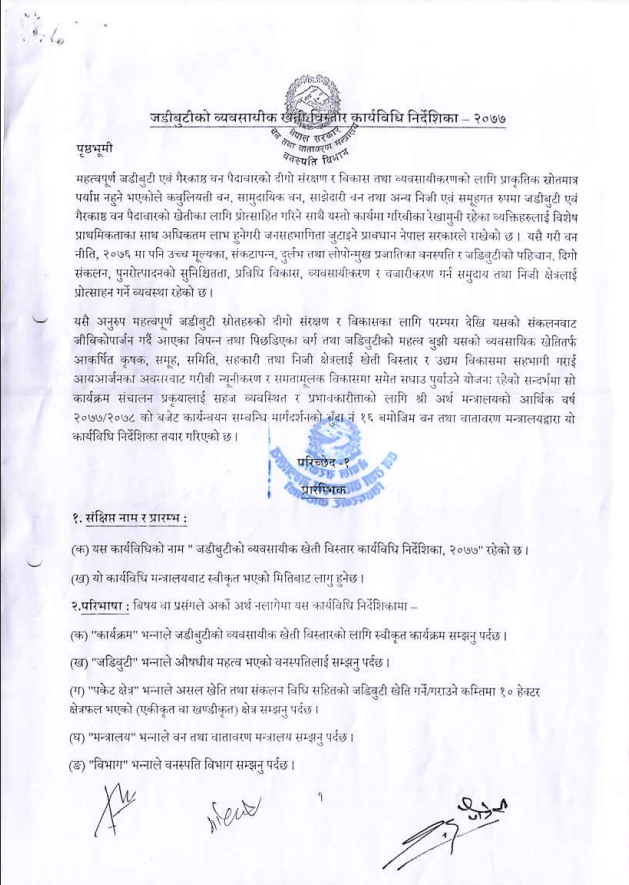 जडीबुटीको व्यवसायीक खेती विस्तार कार्यविधि निर्देशिका – २०७७
नेपाल सरकार
वन तथा वातावरण मन्त्रालय
वनस्पति विभाग
पृष्ठभूमी
महत्वपूर्ण जडीबुटी एवं गैरकाष्ठ वन पैदावारको दीगो संरक्षण र विकास तथा व्यवसायीकरणको लागि प्राकृतिक स्रोतमात्र
पर्याप्त नहुने भएकोले कबुलियती वन, सामुदायिक वन, साझेदारी वन तथा अन्य निजी एवं समूहगत रुपमा जडीबुटी एवं
गैरकाष्ठ वन पैदावारको खेतीका लागि प्रोत्साहित गरिने साथै यस्तो कार्यमा गरिवीका रेखामुनी रहेका व्यक्तिहरुलाई विशेष
प्राथमिकताका साथ अधिकतम लाभ हुनेगरी जनसहभागिता जुटाइने प्रावधान नेपाल सरकारले राखेको छ। यसै गरी वन
नीति, २०७६ मा पनि उच्च मूल्यका, संकटापन्न, दुर्लभ तथा लोपोन्मुख प्रजातिका वनस्पति र जडिबुटीको पहिचान, दिगो
संकलन, पुनरोत्पादनको सुनिश्चितता, प्रविधि विकास, व्यवसायीकरण र वजारीकरण गर्न समुदाय तथा निजी क्षेत्रलाई
प्रोत्साहन गर्ने व्यवस्था रहेको छ।
यसै अनुरुप महत्वपूर्ण जडीबुटी स्रोतहरुको दीगो संरक्षण र विकासका लागि परम्परा देखि यसको संकलनबाट
जीविकोपार्जन गर्दै आएका विपन्न तथा पिछडिएका वर्ग तथा जडिबुटीको महत्व बुझी यसको व्यवसायिक खेतितर्फ
आकर्षित कृषक, समूह, समिति, सहकारी तथा निजी क्षेत्रलाई खेती विस्तार र उद्यम विकासमा सहभागी गराई
आयआर्जनका अवसरबाट गरीबी न्यूनीकरण र समतामूलक विकासमा समेत सघाउ पुर्याउने योजना रहेको सन्दर्भमा सो
कार्यक्रम संचालन प्रकृयालाई सहज व्यवस्थित र प्रभावकारीताको लागि श्री अर्थ मन्त्रालयको आर्थिक वर्ष
२०७७/२०७८ को बजेट कार्यन्वयन सम्वन्धि मार्गदर्शनको बुँदा नं १६ बमोजिम वन तथा वातावरण मन्त्रालयद्वारा यो
कार्यविधि निर्देशिका तयार गरिएको छ।
परिच्छेद -१
प्रारम्भिक
१. संक्षिप्त नाम र प्रारम्भ :
(क) यस कार्यविधिको नाम " जडीबुटीको व्यवसायीक खेती विस्तार कार्यविधि निर्देशिका, २०७७" रहेको छ।
(ख) यो कार्यविधि मन्त्रालयबाट स्वीकृत भएको मितिबाट लागु हुनेछ।
२.परिभाषा : बिषय वा प्रसंगले अर्को अर्थ नलागेमा यस कार्यविधि निर्देशिकामा –
(क) "कार्यक्रम" भन्नाले जडीबुटीको व्यवसायीक खेती विस्तारको लागि स्वीकृत कार्यक्रम सम्झनु पर्दछ।
(ख) "जडिवुटी" भन्नाले औषधीय महत्व भएको वनस्पतिलाई सम्झनु पर्दछ।
(ग) "पकेट क्षेत्र" भन्नाले असल खेति तथा संकलन विधि सहितको जडिबुटी खेति गर्ने/गराउने कम्तिमा १० हेक्टर
क्षेत्रफल भएको (एकीकृत वा खण्डीकृत) क्षेत्र सम्झनु पर्दछ।
(घ) "मन्त्रालय" भन्नाले वन तथा वातावरण मन्त्रालय सम्झनु पर्दछ।
(ङ) "विभाग" भन्नाले वनस्पति विभाग सम्झनु पर्दछ।
१